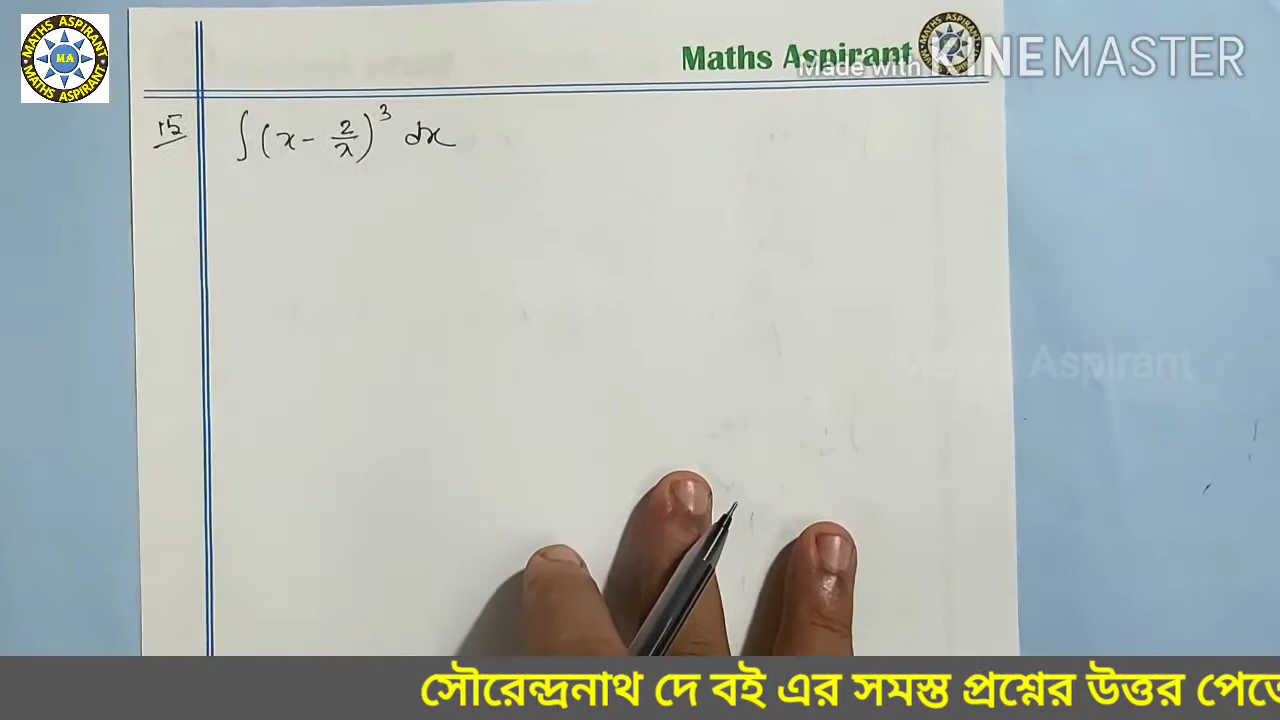 MATHS ASPIRANT
MA
MATHS ASPIRANT
Maths Aspirant
Made with KINEMASTER
15 ∫(x - 2/x)³ dx
Maths Aspirant
সৌরেন্দ্রনাথ দে বই এর সমস্ত প্রশ্নের উত্তর পেতে